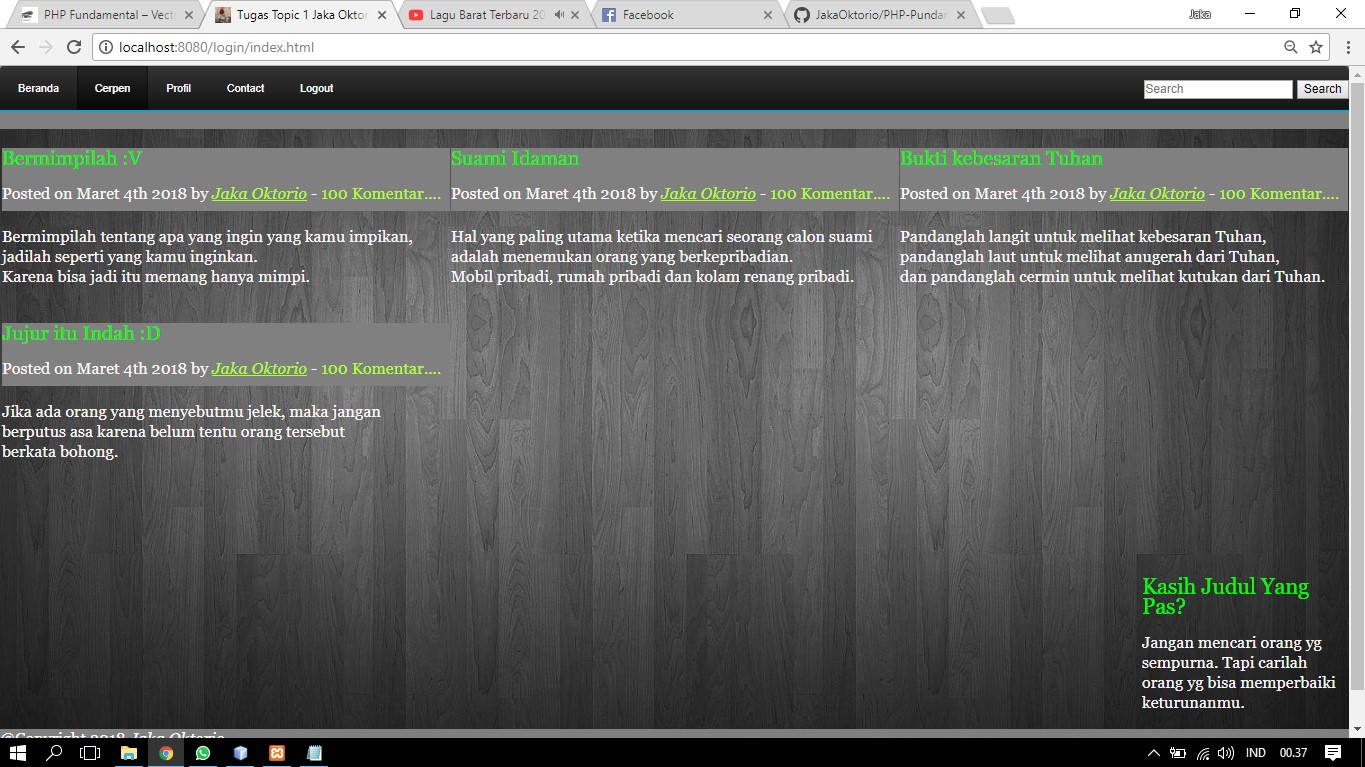 PHP Fundamental – Vect
Tugas Topic 1 Jaka Oktor
Lagu Barat Terbaru 20
Facebook
JakaOktorio/PHP-Pundar
Jaka
localhost:8080/login/index.html
Beranda
Cerpen
Profil
Contact
Logout
Search
Search
Bermimpilah :V
Posted on Maret 4th 2018 by Jaka Oktorio - 100 Komentar....
Bermimpilah tentang apa yang ingin yang kamu impikan,
jadilah seperti yang kamu inginkan.
Karena bisa jadi itu memang hanya mimpi.
Suami Idaman
Posted on Maret 4th 2018 by Jaka Oktorio - 100 Komentar....
Hal yang paling utama ketika mencari seorang calon suami
adalah menemukan orang yang berkepribadian.
Mobil pribadi, rumah pribadi dan kolam renang pribadi.
Bukti kebesaran Tuhan
Posted on Maret 4th 2018 by Jaka Oktorio - 100 Komentar....
Pandanglah langit untuk melihat kebesaran Tuhan,
pandanglah laut untuk melihat anugerah dari Tuhan,
dan pandanglah cermin untuk melihat kutukan dari Tuhan.
Jujur itu Indah :D
Posted on Maret 4th 2018 by Jaka Oktorio - 100 Komentar....
Jika ada orang yang menyebutmu jelek, maka jangan
berputus asa karena belum tentu orang tersebut
berkata bohong.
Kasih Judul Yang
Pas?
Jangan mencari orang yg
sempurna. Tapi carilah
orang yg bisa memperbaiki
keturunanmu.
@Copyright 2018 Jaka Oktorio
IND
00.37